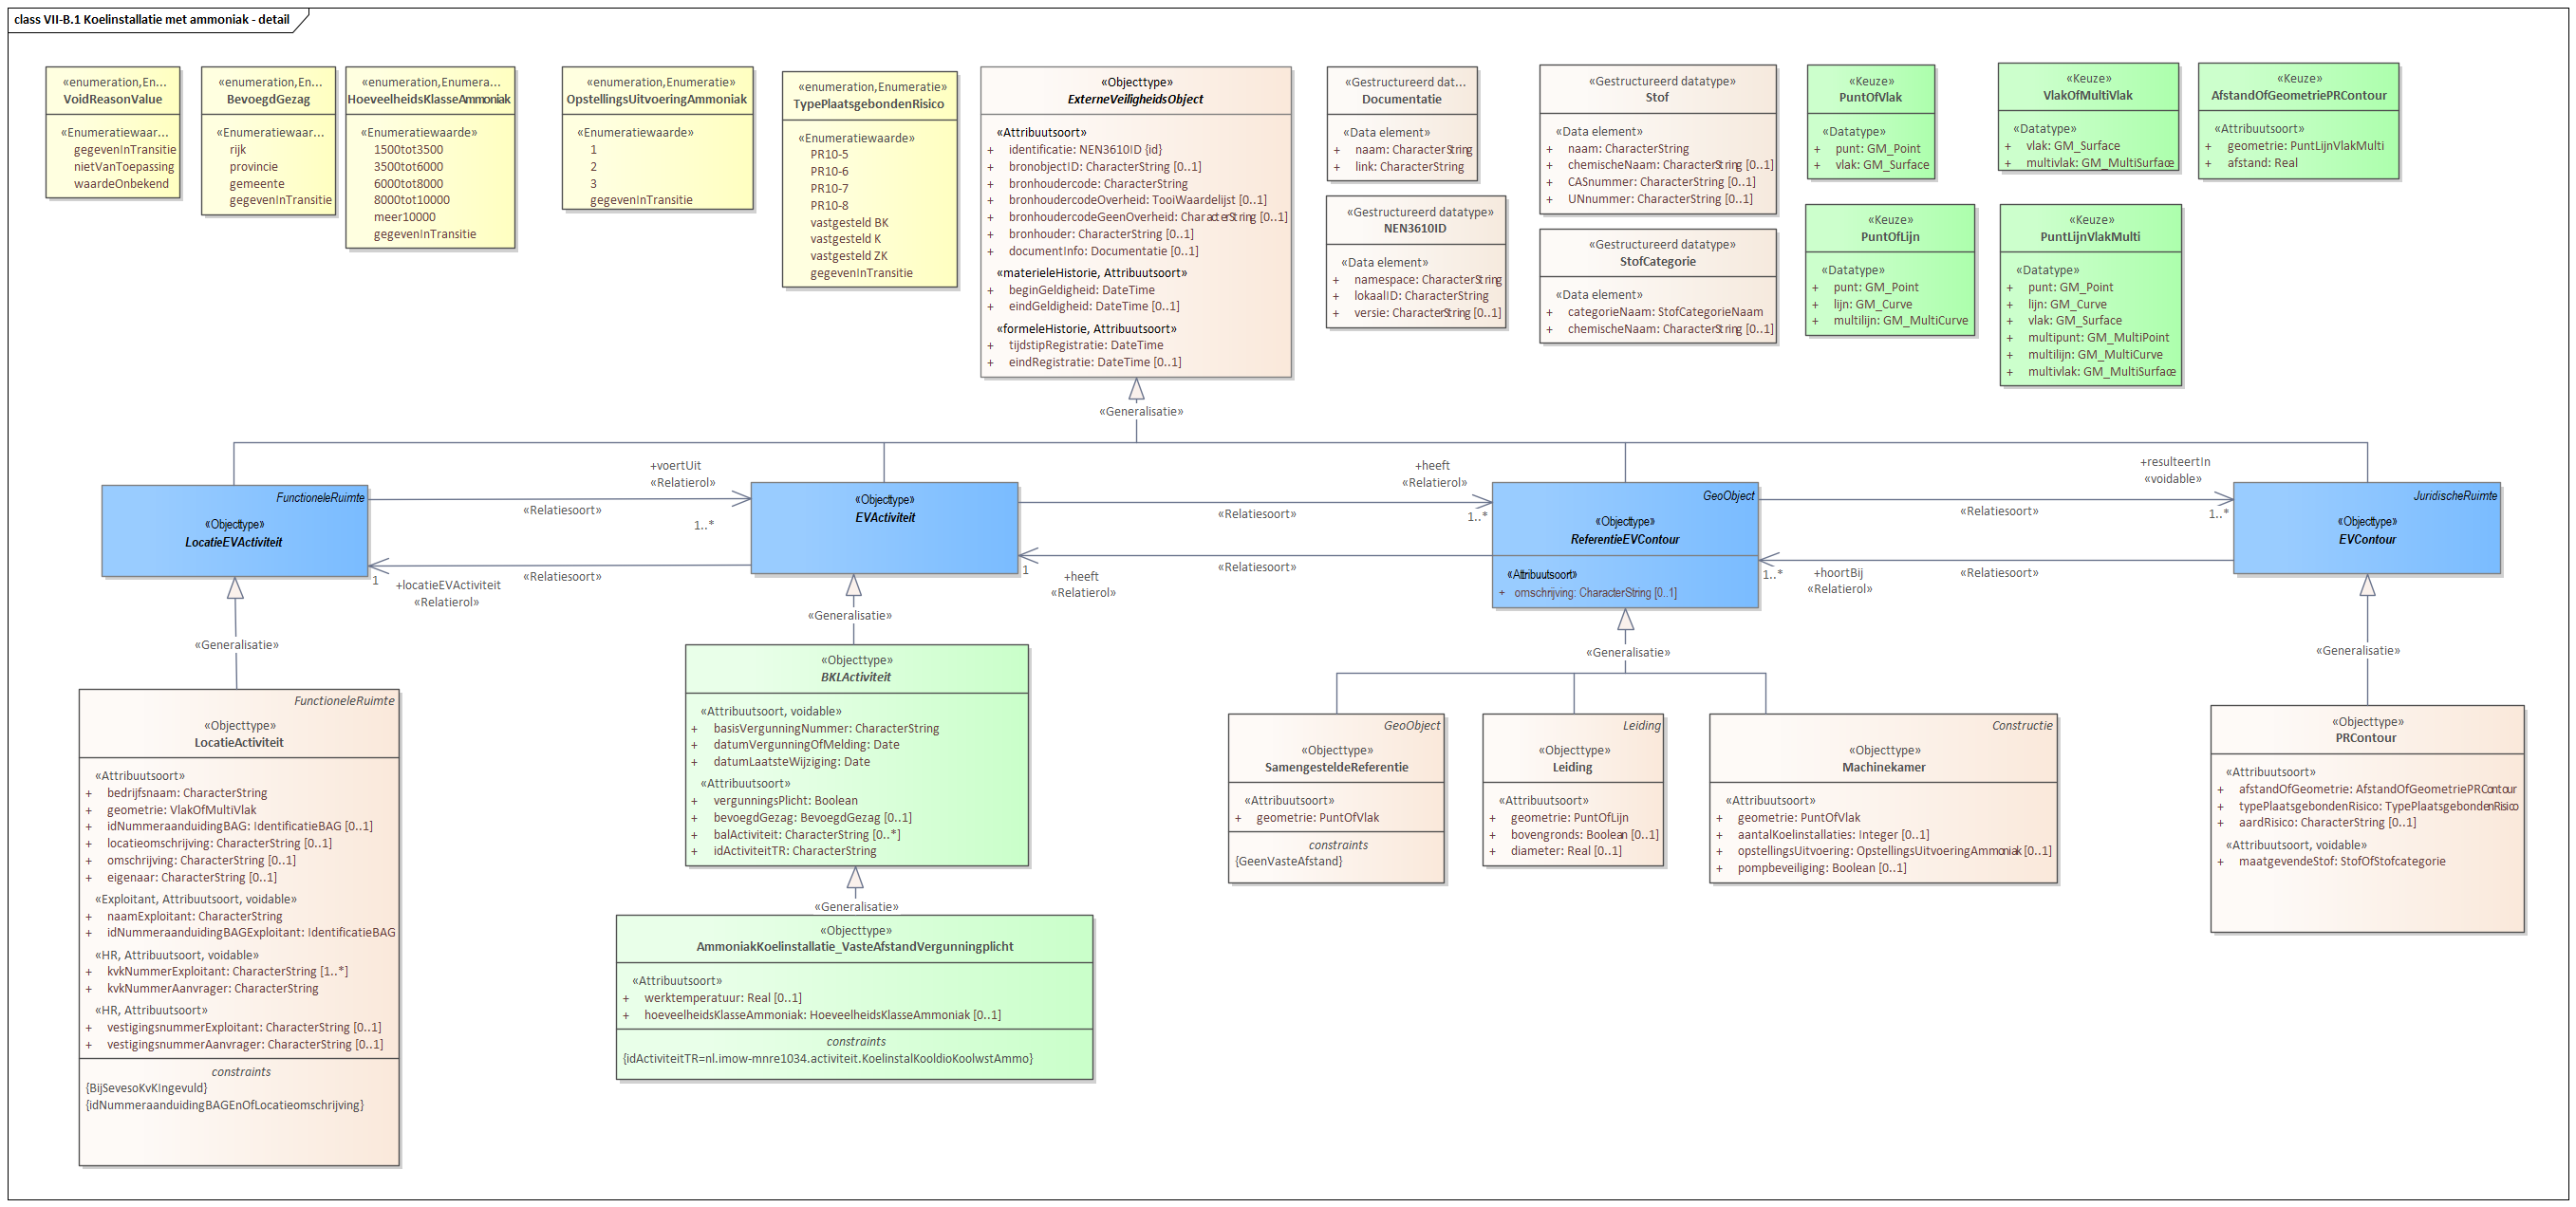 class VII-B.1 Koelinstallatie met ammoniak - detail
«enumeration,En...
VoidReasonValue
«Enumeratiewaar...
gegevenInTransitie
nietVanToepassing
waardeOnbekend
«enumeration,En...
BevoegdGezag
«Enumeratiewaar...
rijk
provincie
gemeente
gegevenInTransitie
«enumeration,Enumera...
HoeveelheidsKlasseAmmoniak
«Enumeratiewaarde»
1500tot3500
3500tot6000
6000tot8000
8000tot10000
meer10000
gegevenInTransitie
«enumeration,Enumeratie»
OpstellingsUitvoeringAmmoniak
«Enumeratiewaarde»
1
2
3
gegevenInTransitie
«enumeration,Enumeratie»
TypePlaatsgebondenRisico
«Enumeratiewaarde»
PR10-5
PR10-6
PR10-7
PR10-8
vastgesteld BK
vastgesteld K
vastgesteld ZK
gegevenInTransitie
«Objecttype»
ExterneVeiligheidsObject
«Attribuutsoort»
+ identificatie: NEN3610ID {id}
+ bronobjectID: CharacterString [0..1]
+ bronhoudercode: CharacterString
+ bronhoudercodeOverheid: TooiWaardelijst [0..1]
+ bronhoudercodeGeenOverheid: CharacterString [0..1]
+ bronhouder: CharacterString [0..1]
+ documentInfo: Documentatie [0..1]
«materieleHistorie, Attribuutsoort»
+ beginGeldigheid: DateTime
+ eindGeldigheid: DateTime [0..1]
«formeleHistorie, Attribuutsoort»
+ tijdstipRegistratie: DateTime
+ eindRegistratie: DateTime [0..1]
«Gestructureerd dat...
Documentatie
«Data element»
+ naam: CharacterString
+ link: CharacterString
«Gestructureerd datatype»
NEN3610ID
«Data element»
+ namespace: CharacterString
+ lokaalID: CharacterString
+ versie: CharacterString [0..1]
«Gestructureerd datatype»
Stof
«Data element»
+ naam: CharacterString
+ chemischeNaam: CharacterString [0..1]
+ CASnummer: CharacterString [0..1]
+ UNnummer: CharacterString [0..1]
«Gestructureerd datatype»
StofCategorie
«Data element»
+ categorieNaam: StofCategorieNaam
+ chemischeNaam: CharacterString [0..1]
«Keuze»
PuntOfVlak
«Datatype»
+ punt: GM_Point
+ vlak: GM_Surface
«Keuze»
VlakOfMultiVlak
«Datatype»
+ vlak: GM_Surface
+ multivlak: GM_MultiSurface
«Keuze»
AfstandOfGeometriePRContour
«Attribuutsoort»
+ geometrie: PuntLijnVlakMulti
+ afstand: Real
«Keuze»
PuntOfLijn
«Datatype»
+ punt: GM_Point
+ lijn: GM_Curve
+ multilijn: GM_MultiCurve
«Keuze»
PuntLijnVlakMulti
«Datatype»
+ punt: GM_Point
+ lijn: GM_Curve
+ vlak: GM_Surface
+ multipunt: GM_MultiPoint
+ multilijn: GM_MultiCurve
+ multivlak: GM_MultiSurface
«Generalisatie»
FunctioneleRuimte
«Objecttype»
LocatieEVActiviteit
+voertUit
«Relatierol»
«Relatiesoort»
1..*
1
+locatieEVActiviteit
«Relatierol»
«Relatiesoort»
«Objecttype»
EVActiviteit
+heeft
«Relatierol»
«Relatiesoort»
1..*
1
+heeft
«Relatierol»
«Relatiesoort»
GeoObject
«Objecttype»
ReferentieEVContour
«Attribuutsoort»
+ omschrijving: CharacterString [0..1]
+resulteertIn
«voidable»
«Relatiesoort»
1..*
1..*
+hoortBij
«Relatierol»
«Relatiesoort»
JuridischeRuimte
«Objecttype»
EVContour
«Generalisatie»
«Generalisatie»
«Generalisatie»
«Generalisatie»
FunctioneleRuimte
«Objecttype»
LocatieActiviteit
«Attribuutsoort»
+ bedrijfsnaam: CharacterString
+ geometrie: VlakOfMultiVlak
+ idNummeraanduidingBAG: IdentificatieBAG [0..1]
+ locatieomschrijving: CharacterString [0..1]
+ omschrijving: CharacterString [0..1]
+ eigenaar: CharacterString [0..1]
«Exploitant, Attribuutsoort, voidable»
+ naamExploitant: CharacterString
+ idNummeraanduidingBAGExploitant: IdentificatieBAG
«HR, Attribuutsoort, voidable»
+ kvkNummerExploitant: CharacterString [1..*]
+ kvkNummerAanvrager: CharacterString
«HR, Attribuutsoort»
+ vestigingsnummerExploitant: CharacterString [0..1]
+ vestigingsnummerAanvrager: CharacterString [0..1]
constraints
{BijSevesoKvKIngevuld}
{idNummeraanduidingBAGEnOfLocatieomschrijving}
«Objecttype»
BKLActiviteit
«Attribuutsoort, voidable»
+ basisVergunningNummer: CharacterString
+ datumVergunningOfMelding: Date
+ datumLaatsteWijziging: Date
«Attribuutsoort»
+ vergunningsPlicht: Boolean
+ bevoegdGezag: BevoegdGezag [0..1]
+ balActiviteit: CharacterString [0..*]
+ idActiviteitTR: CharacterString
«Generalisatie»
«Objecttype»
AmmoniakKoelinstallatie_VasteAfstandVergunningplicht
«Attribuutsoort»
+ werktemperatuur: Real [0..1]
+ hoeveelheidsKlasseAmmoniak: HoeveelheidsKlasseAmmoniak [0..1]
constraints
{idActiviteitTR=nl.imow-mnre1034.activiteit.KoelinstalKooldioKoolwstAmmo}
GeoObject
«Objecttype»
SamengesteldeReferentie
«Attribuutsoort»
+ geometrie: PuntOfVlak
constraints
{GeenVasteAfstand}
Leiding
«Objecttype»
Leiding
«Attribuutsoort»
+ geometrie: PuntOfLijn
+ bovengronds: Boolean [0..1]
+ diameter: Real [0..1]
Constructie
«Objecttype»
Machinekamer
«Attribuutsoort»
+ geometrie: PuntOfVlak
+ aantalKoelinstallaties: Integer [0..1]
+ opstellingsUitvoering: OpstellingsUitvoeringAmmoniak [0..1]
+ pompbeveiliging: Boolean [0..1]
«Objecttype»
PRContour
«Attribuutsoort»
+ afstandOfGeometrie: AfstandOfGeometriePRContour
+ typePlaatsgebondenRisico: TypePlaatsgebondenRisico
+ aardRisico: CharacterString [0..1]
«Attribuutsoort, voidable»
+ maatgevendeStof: StofOfStofcategorie